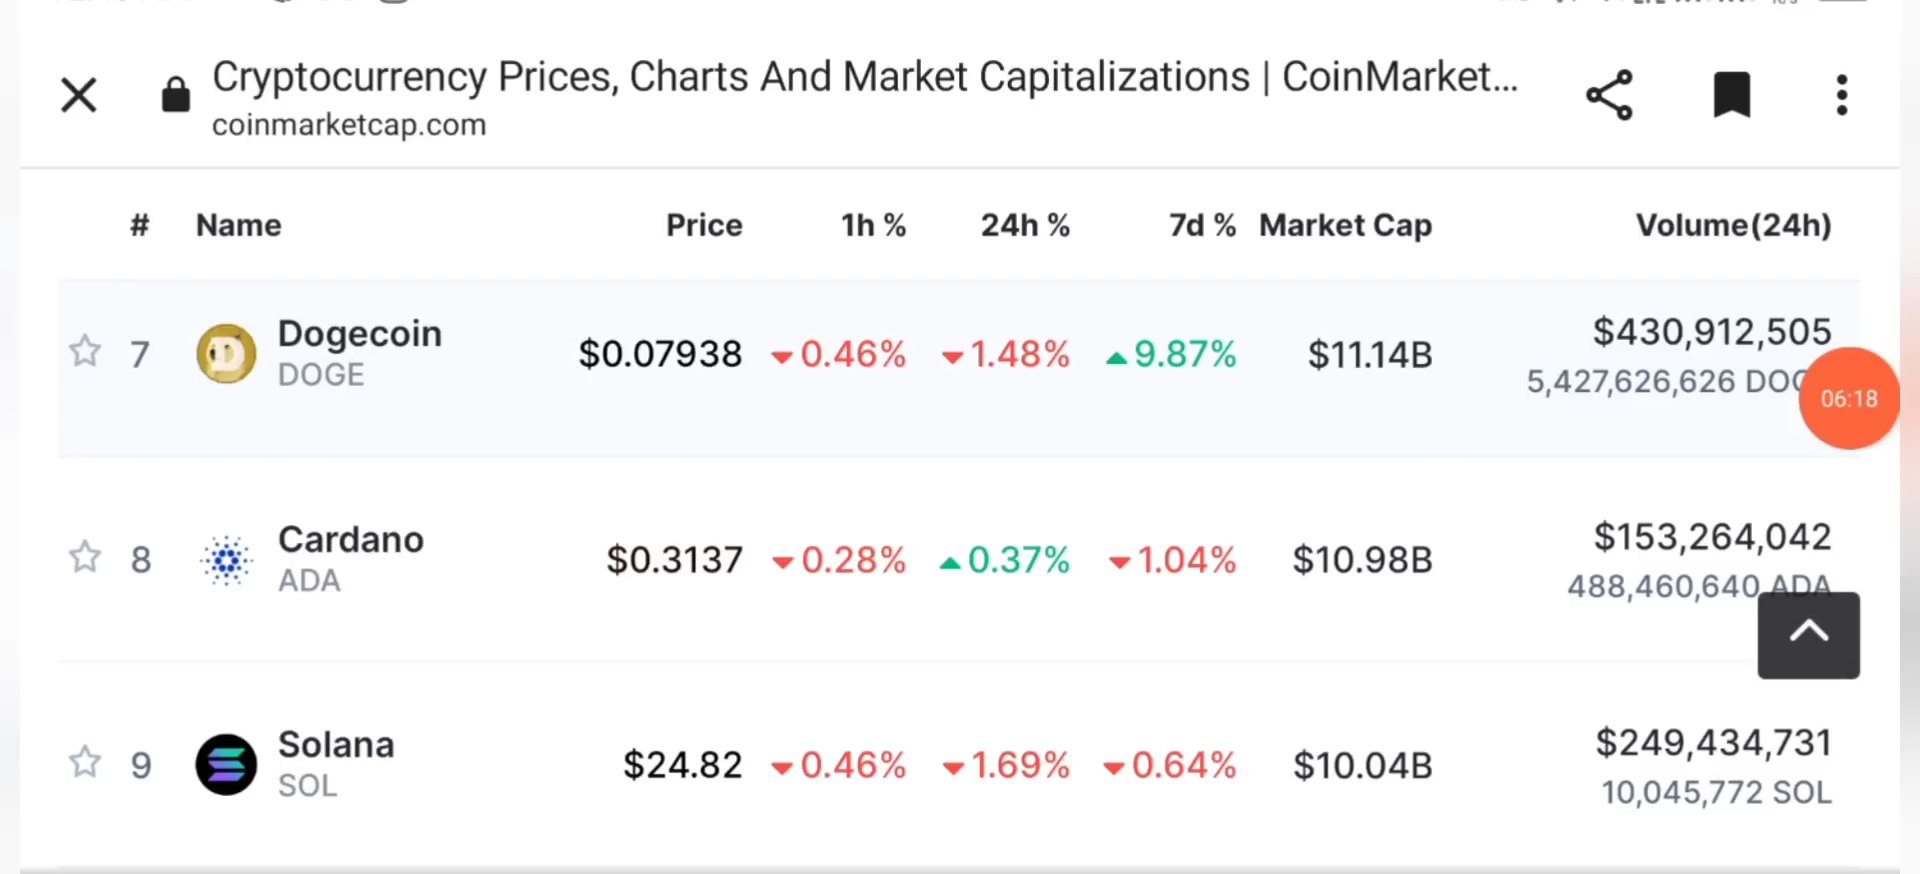 Cryptocurrency Prices, Charts And Market Capitalizations | CoinMarket...
coinmarketcap.com
# Name Price 1h % 24h % 7d % Market Cap Volume(24h)
7 Dogecoin DOGE $0.07938 0.46% 1.48% 9.87% $11.14B $430,912,505
5,427,626,626
06:18
8 Cardano ADA $0.3137 0.28% 0.37% 1.04% $10.98B $153,264,042
488,460,640 ADA
9 Solana SOL $24.82 0.46% 1.69% 0.64% $10.04B $249,434,731
10,045,772 SOL